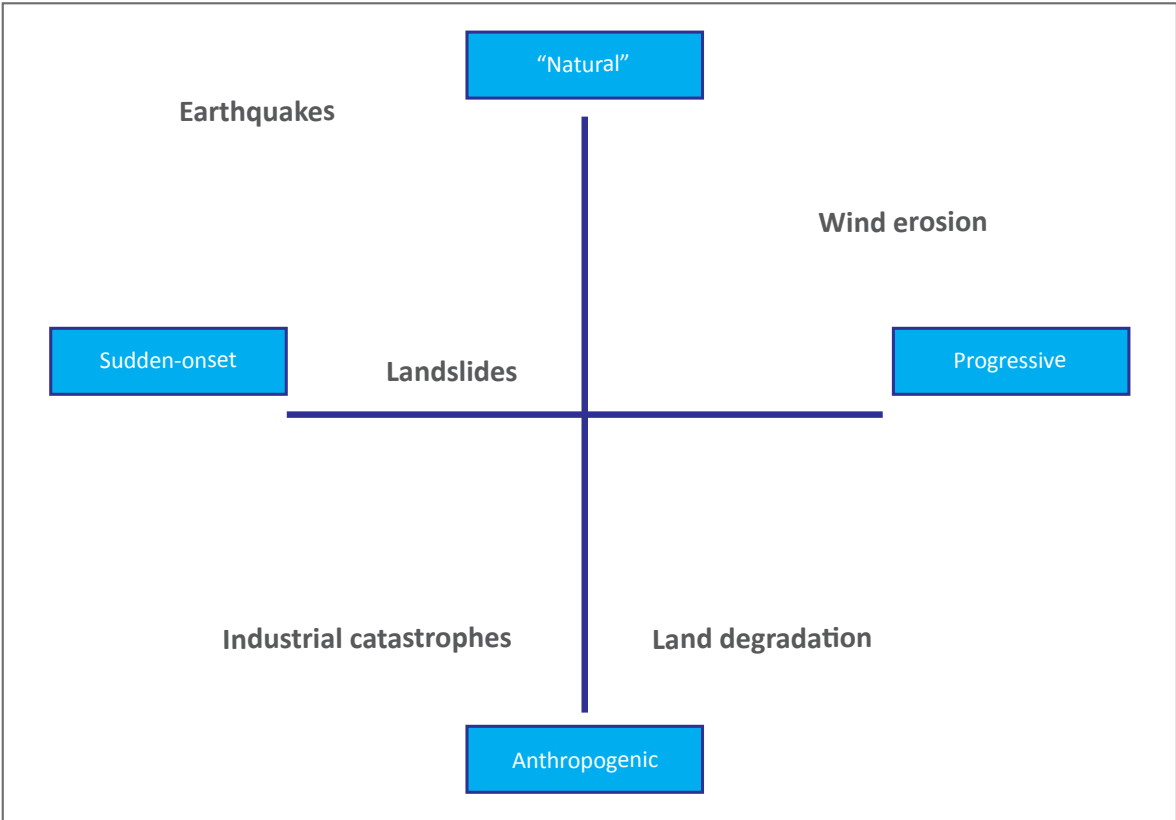 “Natural”
Earthquakes
Wind erosion
Sudden-onset
Progressive
Landslides
Industrial catastrophes
Land degradation
Anthropogenic